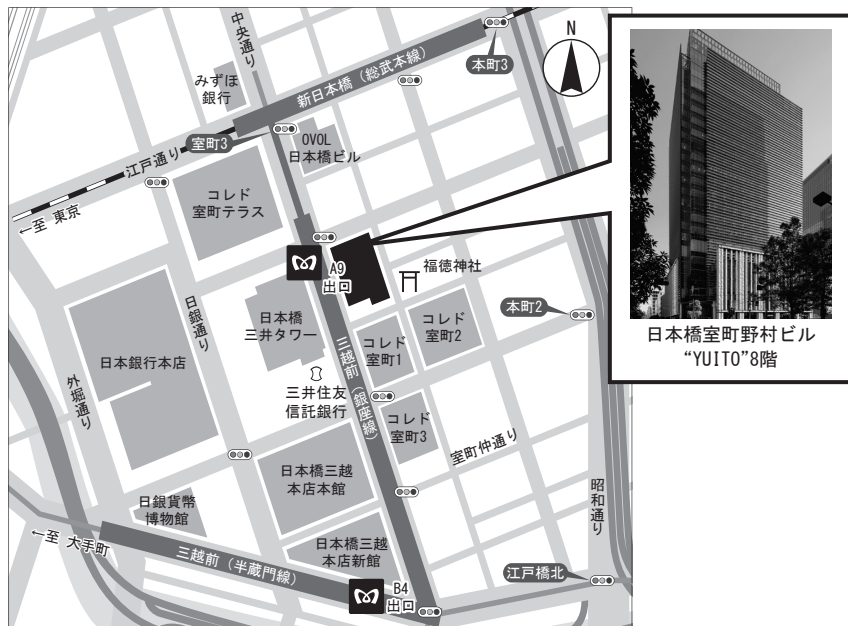 中央通り
みずほ
銀行
新日本橋（総武本線）
本町3
N
室町3
江戸通り
OVOL
日本橋ビル
←至 東京
コレド
室町テラス
A9
出口
福徳神社
日銀通り
日本橋
三井タワー
コレド
室町1
コレド
室町2
本町2
日本橋室町野村ビル
“YUITO”8階
日本銀行本店
外堀通り
三井住友
信託銀行
三越前（銀座線）
コレド
室町3
室町仲通り
日本橋三越
本店本館
日銀貨幣
博物館
昭和通り
←至 大手町
三越前（半蔵門線）
日本橋三越
本店新館
江戸橋北
B4
出口